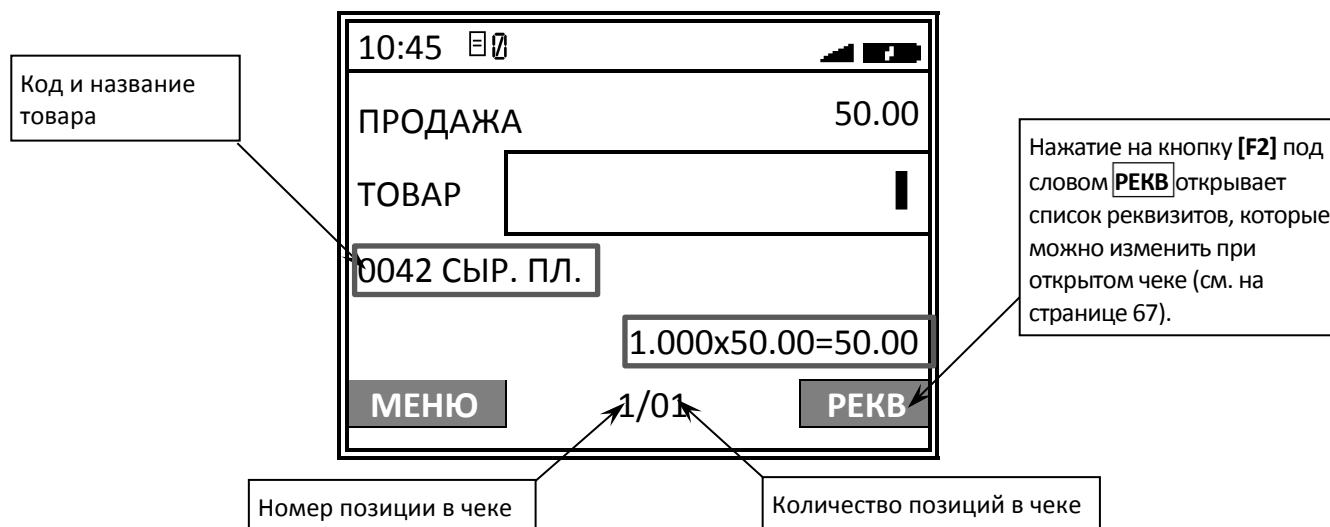 10:45
Код и название
товара
ПРОДАЖА 50.00
ТОВАР
Нажатие на кнопку [F2] под
словом РЕКВ открывает
список реквизитов, которые
можно изменить при
открытом чеке (см. на
странице 67).
0042 СЫР. ПЛ.
1.000x50.00=50.00
МЕНЮ 1/01 РЕКВ
Номер позиции в чеке
Количество позиций в чеке